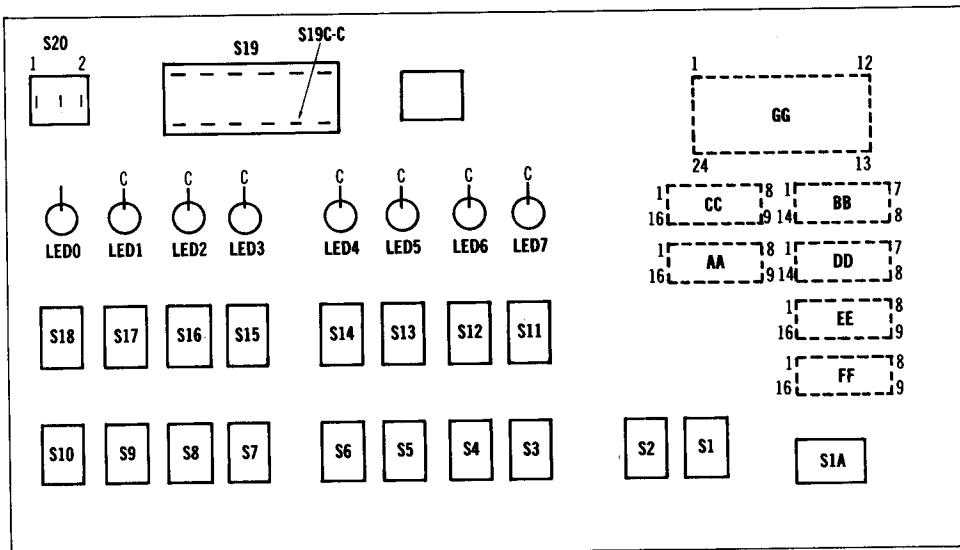 S20 S19 S19C-C
1 2 1 12
GG
24 13
C C C C C C C
1 8 1 7
CC BB
16 9 14 8
LED0 LED1 LED2 LED3 LED4 LED5 LED6 LED7
1 8 1 7
AA DD
16 9 14 8
S18 S17 S16 S15 S14 S13 S12 S11
1 8
EE
16 9
1 8
FF
16 9
S10 S9 S8 S7 S6 S5 S4 S3 S2 S1 S1A